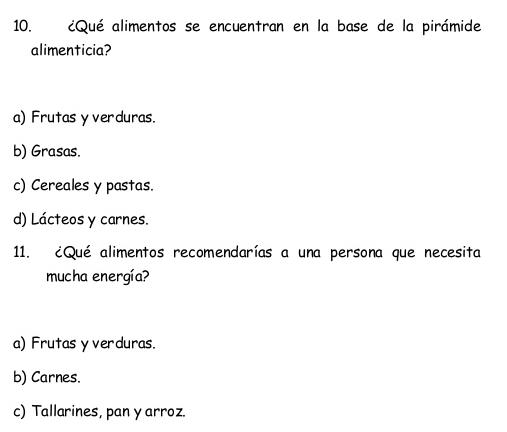 10. ¿Qué alimentos se encuentran en la base de la pirámide
alimenticia?
a) Frutas y verduras.
b) Grasas.
c) Cereales y pastas.
d) Lácteos y carnes.
11. ¿Qué alimentos recomendarías a una persona que necesita
mucha energía?
a) Frutas y verduras.
b) Carnes.
c) Tallarines, pan y arroz.